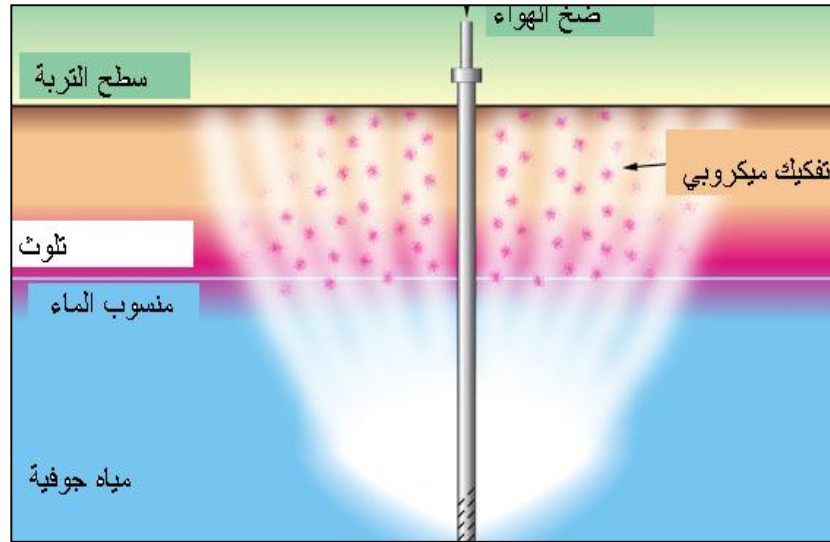 ضخ الهواء
سطح التربة
تفكيك ميكروبي
تلوث
منسوب الماء
مياه جوفية